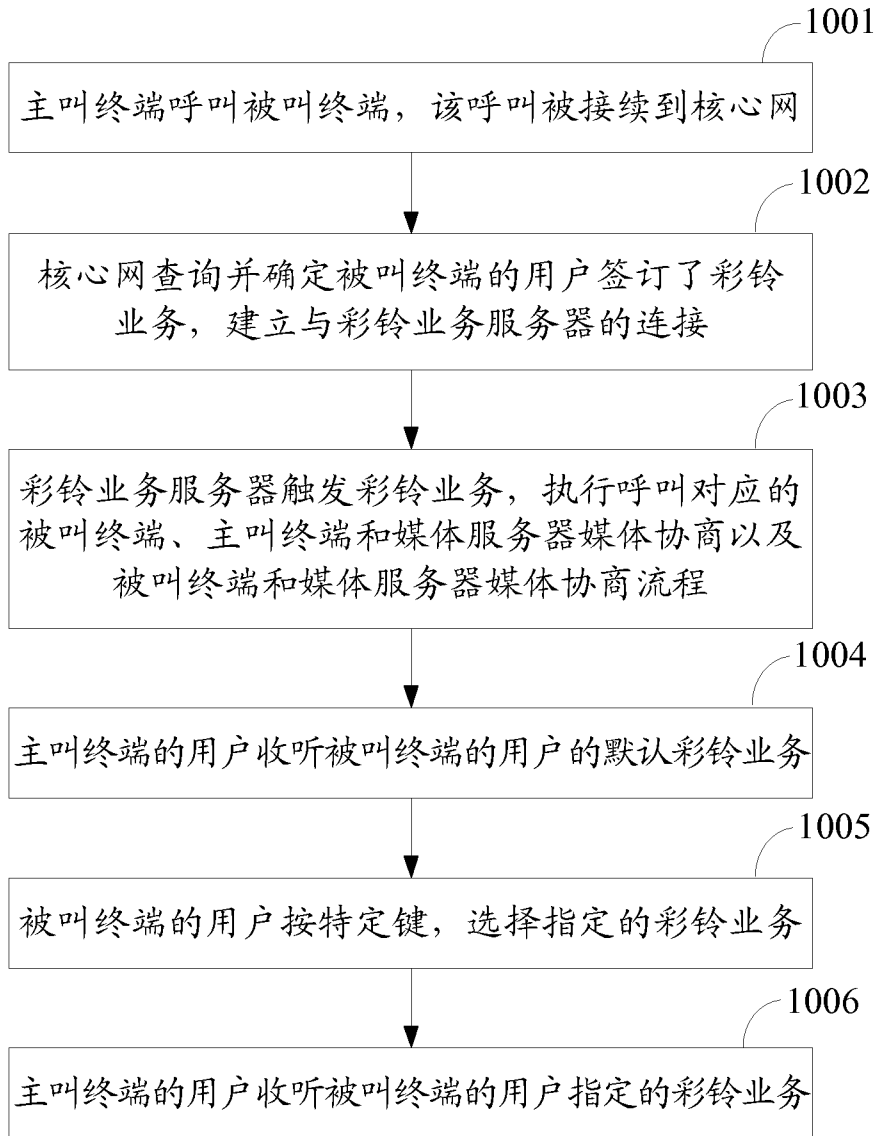 1001
主叫终端呼叫被叫终端，该呼叫被接续到核心网
1002
核心网查询并确定被叫终端的用户签订了彩铃
业务，建立与彩铃业务服务器的连接
1003
彩铃业务服务器触发彩铃业务，执行呼叫对应的
被叫终端、主叫终端和媒体服务器媒体协商以及
被叫终端和媒体服务器媒体协商流程
1004
主叫终端的用户收听被叫终端的用户的默认彩铃业务
1005
被叫终端的用户按特定键，选择指定的彩铃业务
1006
主叫终端的用户收听被叫终端的用户指定的彩铃业务